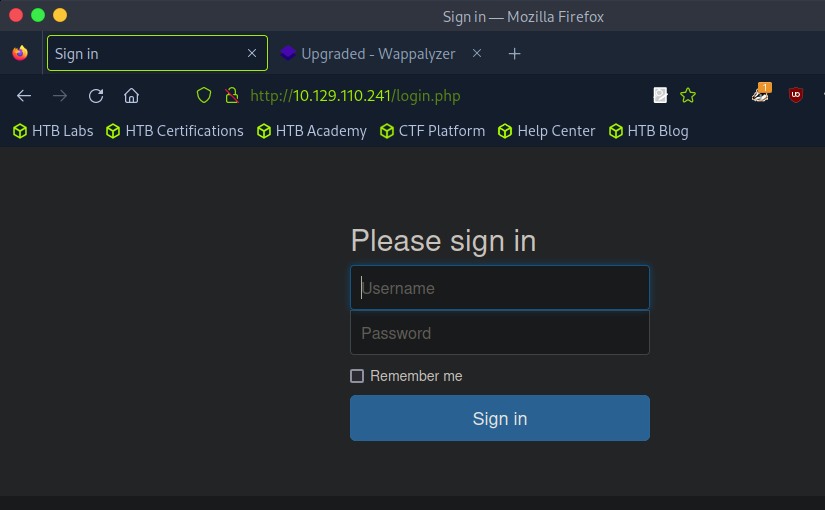 Sign in — Mozilla Firefox
Sign in Upgraded - Wappalyzer
http://10.129.110.241/login.php 1 UD
HTB Labs HTB Certifications HTB Academy CTF Platform Help Center HTB Blog
Please sign in
Username
Password
Remember me
Sign in